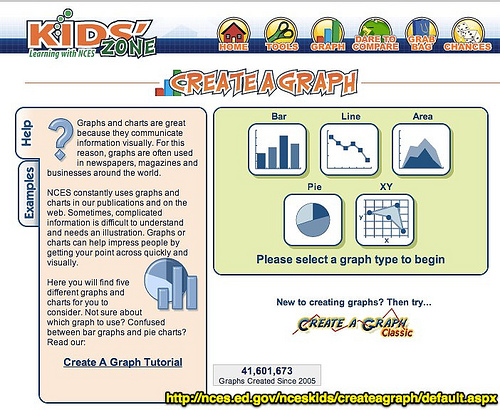 KiDS' ZONE
Learning with NCES
HOME
TOOLS
GRAPH
DARE TO COMPARE
GRAB BAG
CHANCES
CREATE A GRAPH
Help
Examples
?
Graphs and charts are great
because they communicate
information visually. For this
reason, graphs are often used
in newspapers, magazines and
businesses around the world.
NCES constantly uses graphs and
charts in our publications and on the
web. Sometimes, complicated
information is difficult to understand
and needs an illustration. Graphs or
charts can help impress people by
getting your point across quickly and
visually.
Here you will find five
different graphs and
charts for you to
consider. Not sure about
which graph to use? Confused
between bar graphs and pie charts?
Read our:
Create A Graph Tutorial
Bar
Line
Area
Pie
XY
y
x
Please select a graph type to begin
New to creating graphs? Then try...
CREATE A GRAPH
Classic
41,601,673
Graphs Created Since 2005
http://nces.ed.gov/nceskids/createagraph/default.aspx